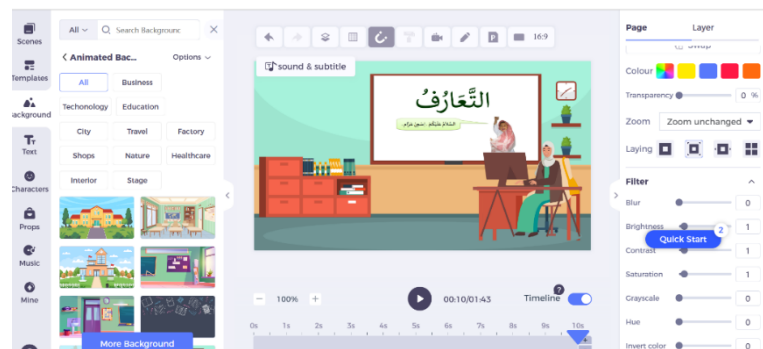 Scenes
Templates
ackground
Text
Characters
Props
Music
Mine
All
Search Background
Animated Bac...
Options
All
Business
Techonology
Education
City
Travel
Factory
Shops
Nature
Healthcare
Interior
Stage
More Background
16:9
sound & subtitle
التَّعَارُفُ
100%
00:10/01:43
Timeline
?
0s
1s
2s
3s
4s
5s
6s
7s
8s
9s
10s
Page
Layer
Swap
Colour
Transparency
0 %
Zoom
Zoom unchanged
Laying
Filter
Blur
0
Brightness
1
Quick Start
2
Contrast
1
Saturation
1
Grayscale
0
Hue
0
Invert color
0